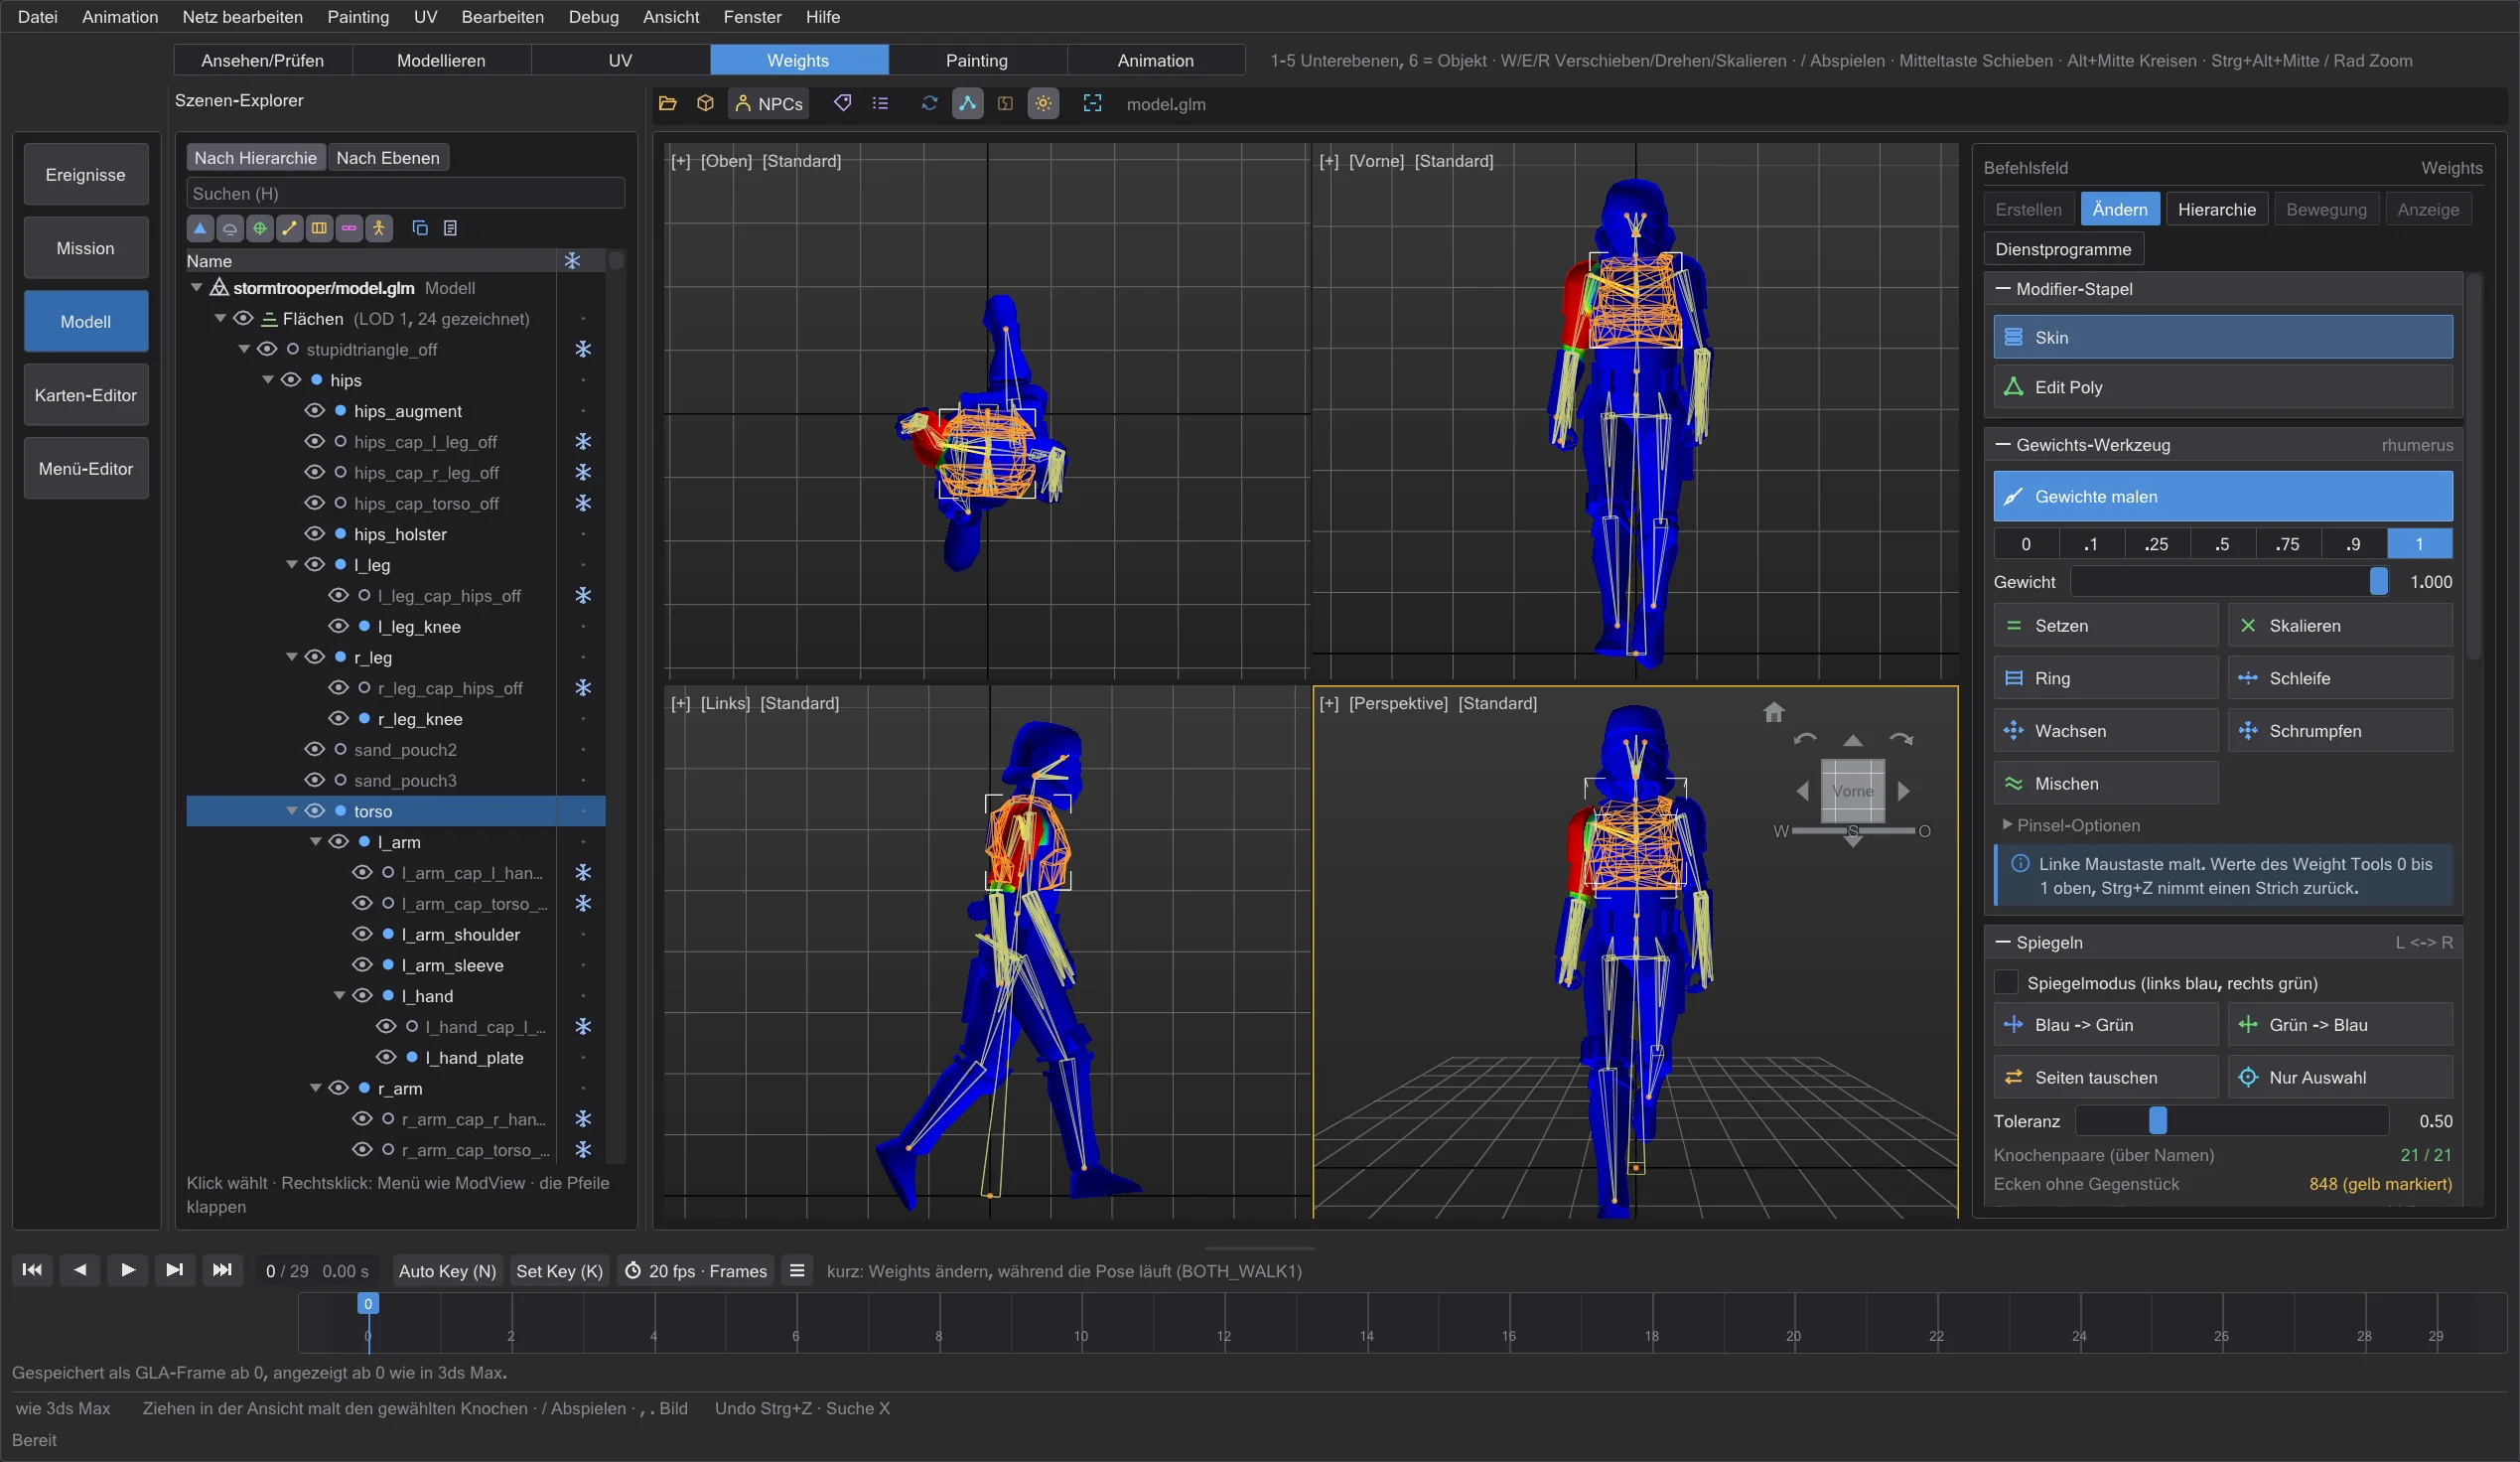 Datei Animation Netz bearbeiten Painting UV Bearbeiten Debug Ansicht Fenster Hilfe
Ansehen/Prüfen Modellieren UV Weights Painting Animation 1-5 Unterebenen, 6 = Objekt · W/E/R Verschieben/Drehen/Skalieren · / Abspielen · Mitteltaste Schieben · Alt+Mitte Kreisen · Strg+Alt+Mitte / Rad Zoom
Szenen-Explorer
NPCs model.glm
Ereignisse
Mission
Modell
Karten-Editor
Menü-Editor
Nach Hierarchie Nach Ebenen
Suchen (H)
Name
stormtrooper/model.glm Modell
Flächen (LOD 1, 24 gezeichnet)
stupidtriangle_off
hips
hips_augment
hips_cap_l_leg_off
hips_cap_r_leg_off
hips_cap_torso_off
hips_holster
l_leg
l_leg_cap_hips_off
l_leg_knee
r_leg
r_leg_cap_hips_off
r_leg_knee
sand_pouch2
sand_pouch3
torso
l_arm
l_arm_cap_l_han...
l_arm_cap_torso_...
l_arm_shoulder
l_arm_sleeve
l_hand
l_hand_cap_l_...
l_hand_plate
r_arm
r_arm_cap_r_han...
r_arm_cap_torso_...
Klick wählt · Rechtsklick: Menü wie ModView · die Pfeile
klappen
[+] [Oben] [Standard]
[+] [Vorne] [Standard]
[+] [Links] [Standard]
[+] [Perspektive] [Standard]
Vorne
W S O
Befehlsfeld Weights
Erstellen Ändern Hierarchie Bewegung Anzeige
Dienstprogramme
Modifier-Stapel
Skin
Edit Poly
Gewichts-Werkzeug rhumerus
Gewichte malen
0 .1 .25 .5 .75 .9 1
Gewicht 1.000
Setzen Skalieren
Ring Schleife
Wachsen Schrumpfen
Mischen
Pinsel-Optionen
Linke Maustaste malt. Werte des Weight Tools 0 bis
1 oben, Strg+Z nimmt einen Strich zurück.
Spiegeln L <-> R
Spiegelmodus (links blau, rechts grün)
Blau -> Grün Grün -> Blau
Seiten tauschen Nur Auswahl
Toleranz 0.50
Knochenpaare (über Namen) 21 / 21
Ecken ohne Gegenstück 848 (gelb markiert)
0 / 29 0.00 s Auto Key (N) Set Key (K) 20 fps · Frames kurz: Weights ändern, während die Pose läuft (BOTH_WALK1)
0
0 2 4 6 8 10 12 14 16 18 20 22 24 26 28 29
Gespeichert als GLA-Frame ab 0, angezeigt ab 0 wie in 3ds Max.
wie 3ds Max Ziehen in der Ansicht malt den gewählten Knochen · / Abspielen · , . Bild Undo Strg+Z · Suche X
Bereit